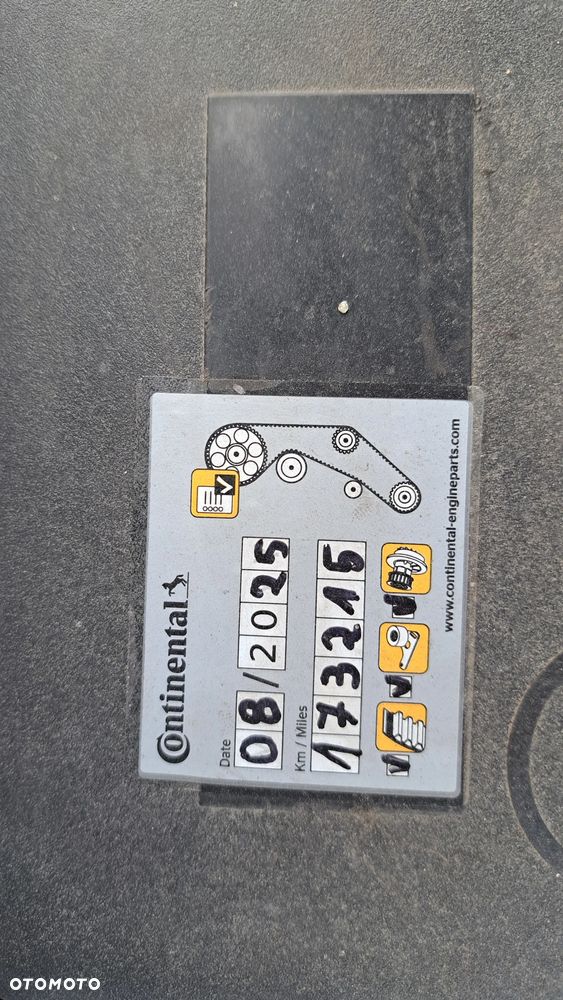 Continental
Date
08/2025
Km / Miles
173215
www.continental-engineparts.com
OTOMOTO